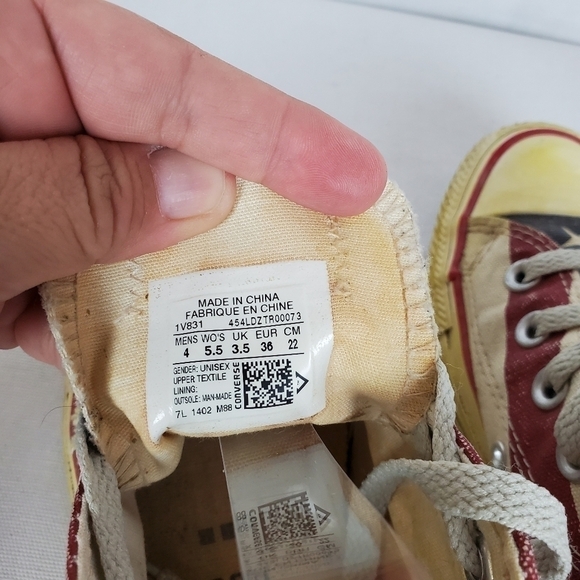 MADE IN CHINA
FABRIQUE EN CHINE
1V831 454LDZTR00073
MENS WO'S UK EUR CM
4 5.5 3.5 36 22
GENDER: UNISEX
UPPER TEXTILE
LINING:
OUTSOLE: MAN-MADE
7L 1402 M88
CONVERSE